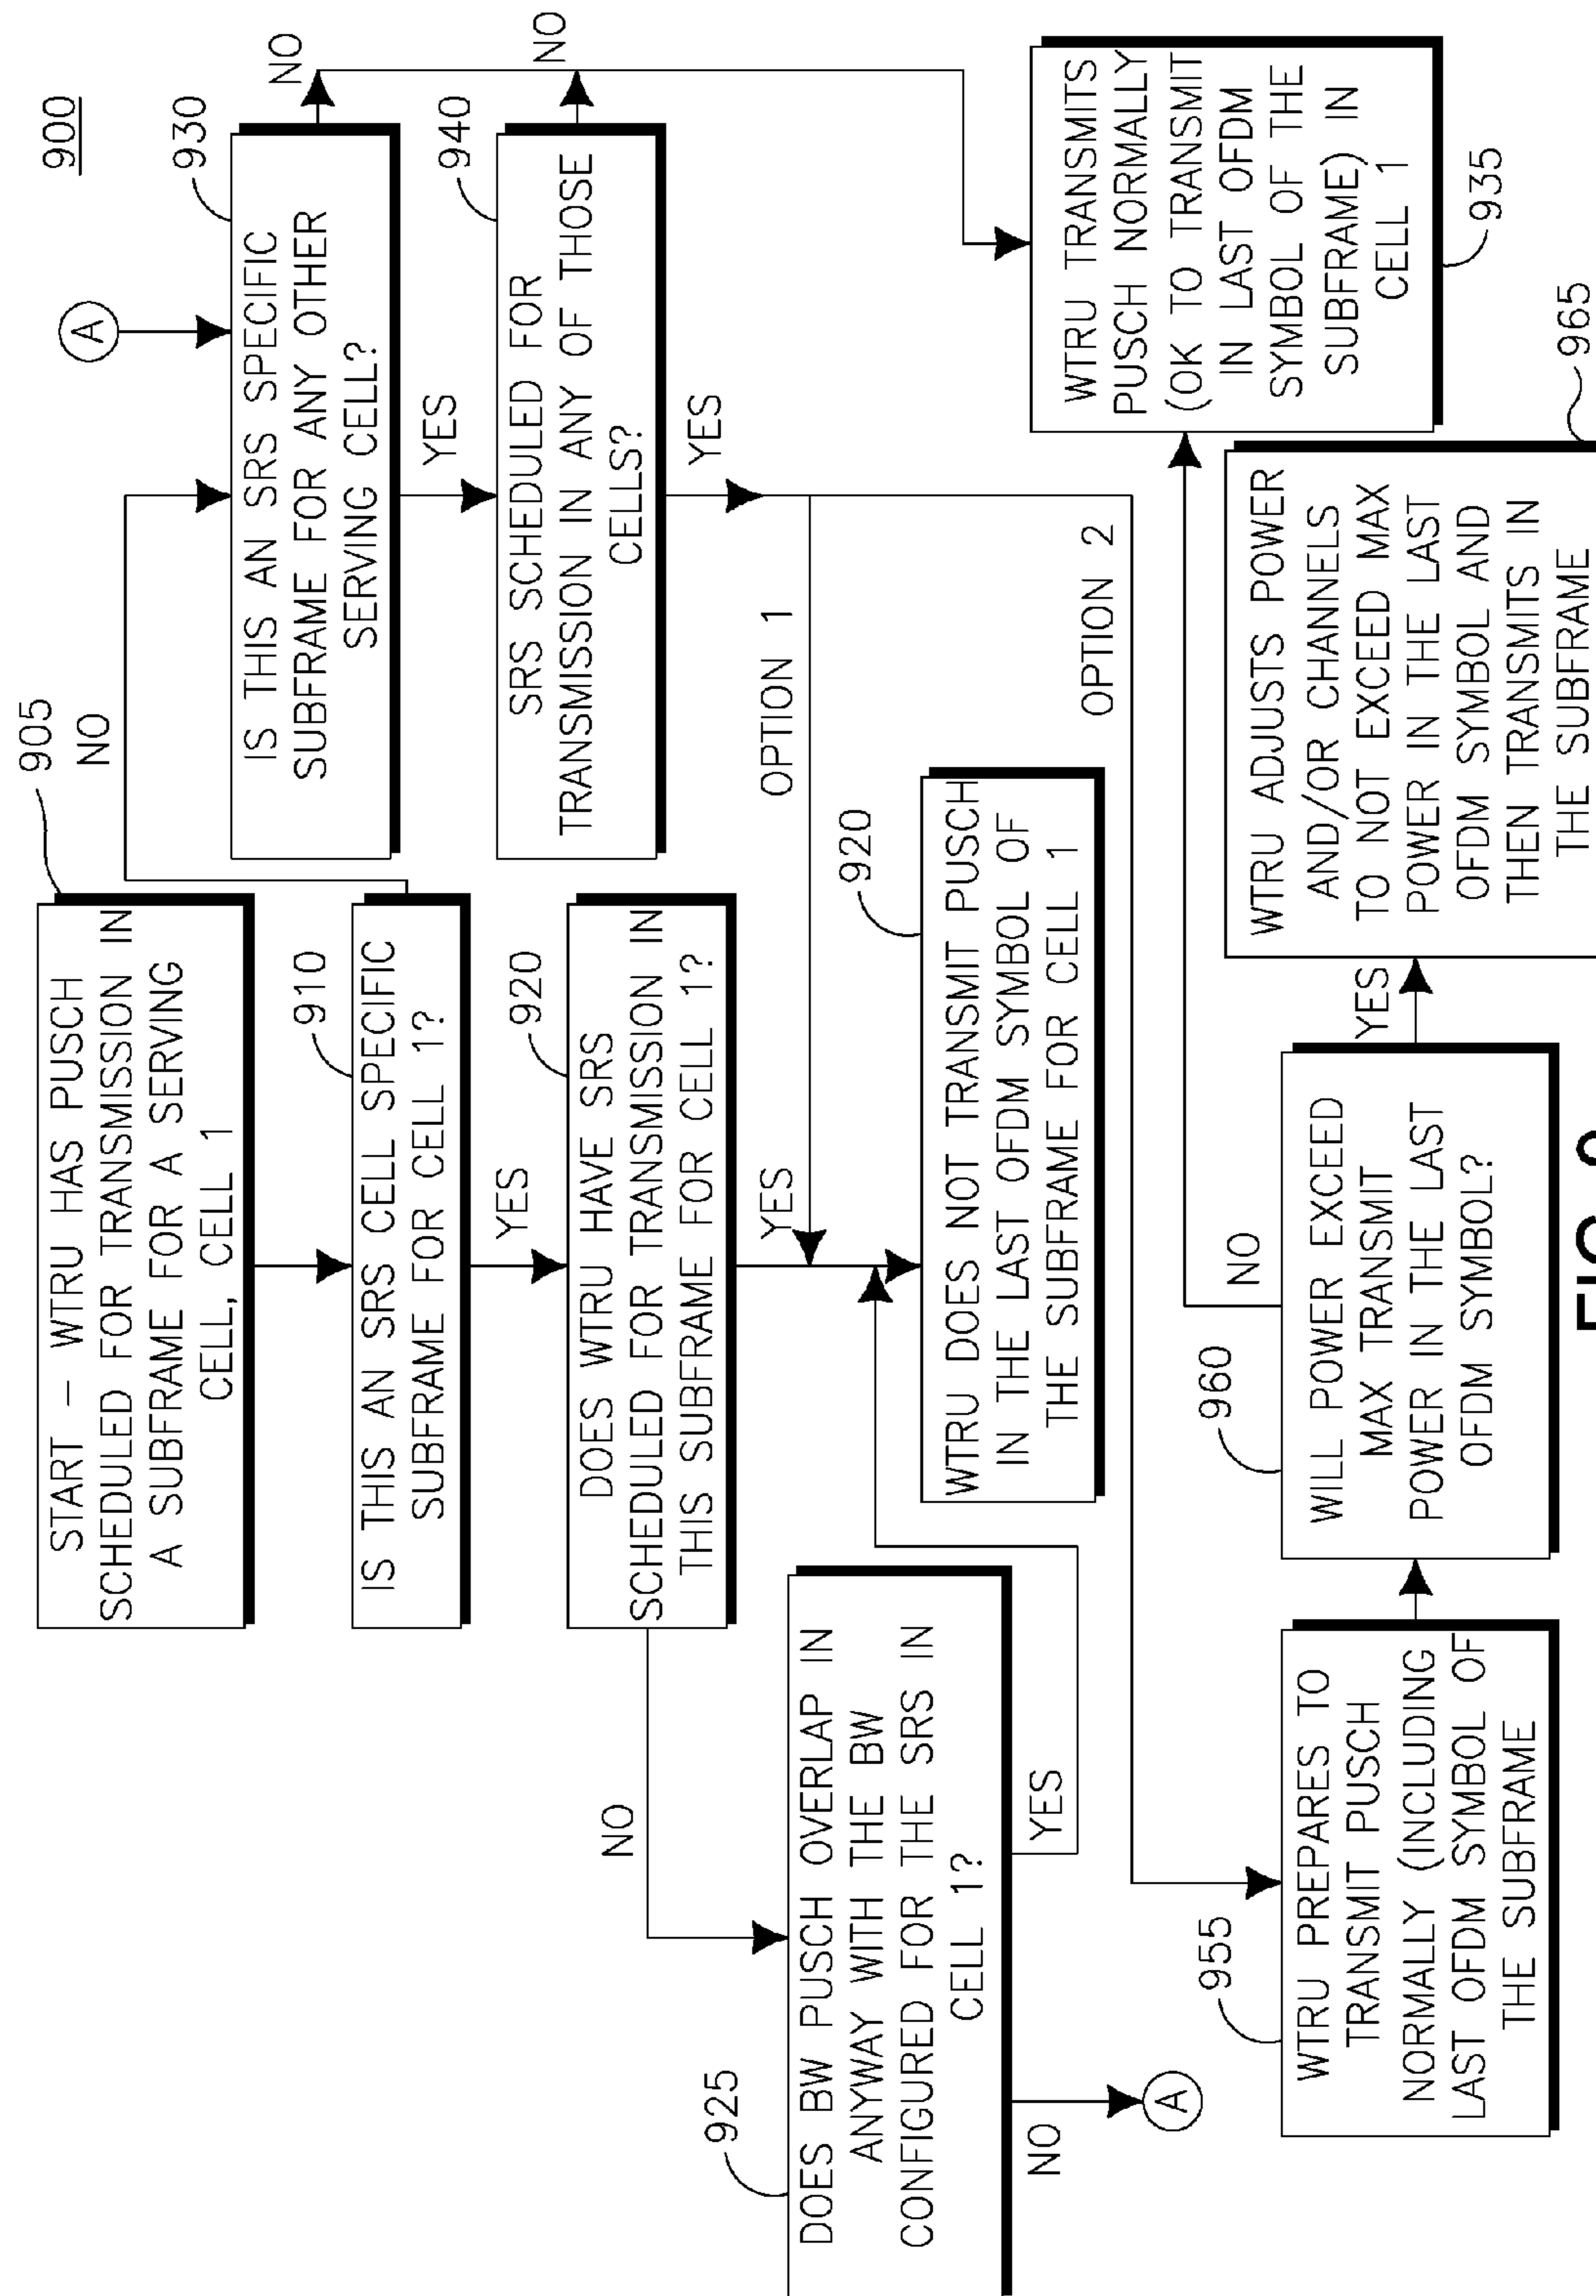 900
905
START – WTRU HAS PUSCH
SCHEDULED FOR TRANSMISSION IN
A SUBFRAME FOR A SERVING
CELL, CELL 1
910
IS THIS AN SRS CELL SPECIFIC
SUBFRAME FOR CELL 1?
NO
YES
920
DOES WTRU HAVE SRS
SCHEDULED FOR TRANSMISSION IN
THIS SUBFRAME FOR CELL 1?
NO
YES
925
DOES BW PUSCH OVERLAP IN
ANYWAY WITH THE BW
CONFIGURED FOR THE SRS IN
CELL 1?
NO
A
YES
920
WTRU DOES NOT TRANSMIT PUSCH
IN THE LAST OFDM SYMBOL OF
THE SUBFRAME FOR CELL 1
A
930
IS THIS AN SRS SPECIFIC
SUBFRAME FOR ANY OTHER
SERVING CELL?
NO
YES
940
SRS SCHEDULED FOR
TRANSMISSION IN ANY OF THOSE
CELLS?
NO
YES
OPTION 1
OPTION 2
WTRU TRANSMITS
PUSCH NORMALLY
(OK TO TRANSMIT
IN LAST OFDM
SYMBOL OF THE
SUBFRAME) IN
CELL 1
935
955
WTRU PREPARES TO
TRANSMIT PUSCH
NORMALLY (INCLUDING
LAST OFDM SYMBOL OF
THE SUBFRAME
960
WILL POWER EXCEED
MAX TRANSMIT
POWER IN THE LAST
OFDM SYMBOL?
NO
YES
965
WTRU ADJUSTS POWER
AND/OR CHANNELS
TO NOT EXCEED MAX
POWER IN THE LAST
OFDM SYMBOL AND
THEN TRANSMITS IN
THE SUBFRAME